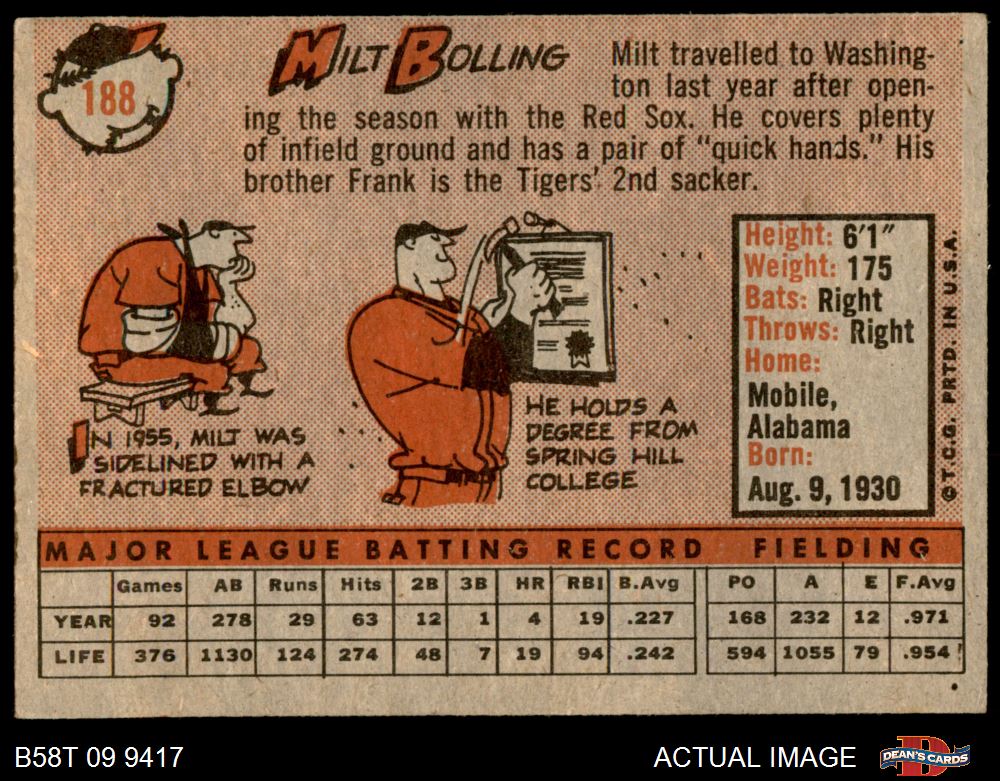 188
MILT BOLLING
Milt travelled to Washing-
ton last year after open-
ing the season with the Red Sox. He covers plenty
of infield ground and has a pair of "quick hands." His
brother Frank is the Tigers' 2nd sacker.
IN 1955, MILT WAS
SIDELINED WITH A
FRACTURED ELBOW
HE HOLDS A
DEGREE FROM
SPRING HILL
COLLEGE
Height: 6'1"
Weight: 175
Bats: Right
Throws: Right
Home:
Mobile,
Alabama
Born:
Aug. 9, 1930
© T.C.G. PRTD. IN U.S.A.
MAJOR LEAGUE BATTING RECORD FIELDING
Games AB Runs Hits 2B 3B HR RBI B.Avg PO A E F.Avg
YEAR 92 278 29 63 12 1 4 19 .227 168 232 12 .971
LIFE 376 1130 124 274 48 7 19 94 .242 594 1055 79 .954
B58T 09 9417 ACTUAL IMAGE DEAN'S CARDS